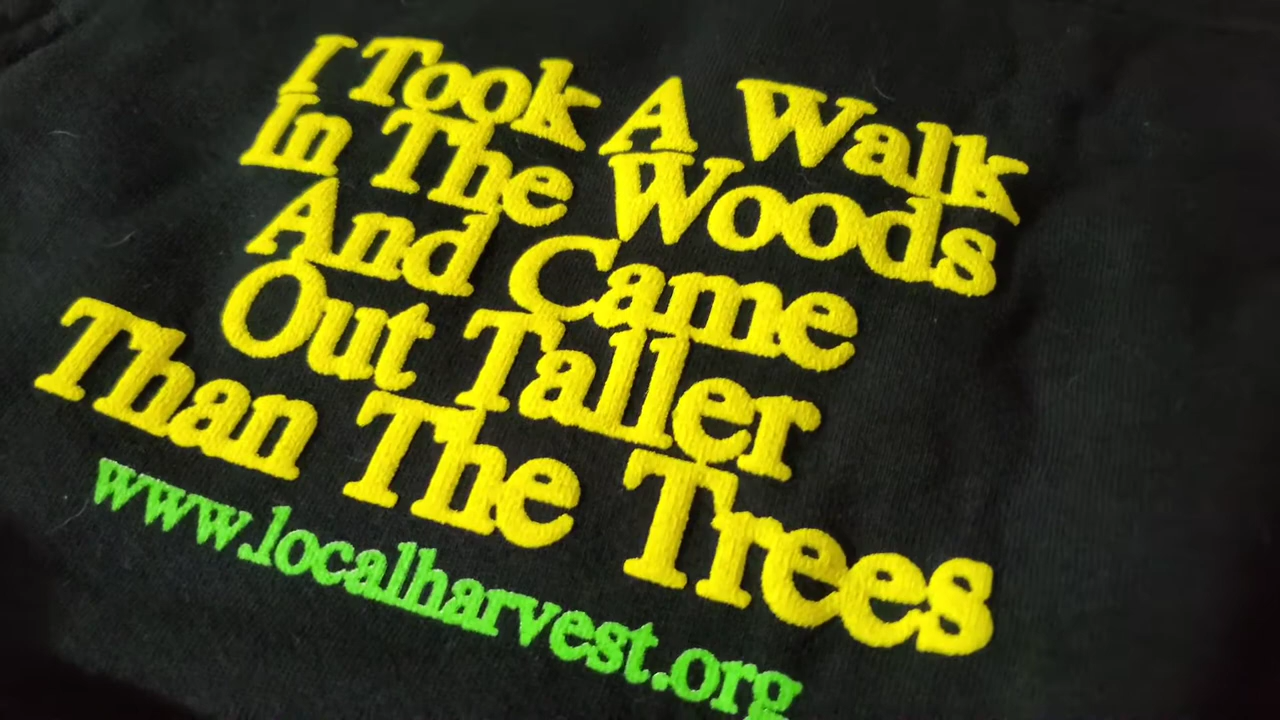 I Took A Walk
In The Woods
And Came
Out Taller
Than The Trees
www.localharvest.org